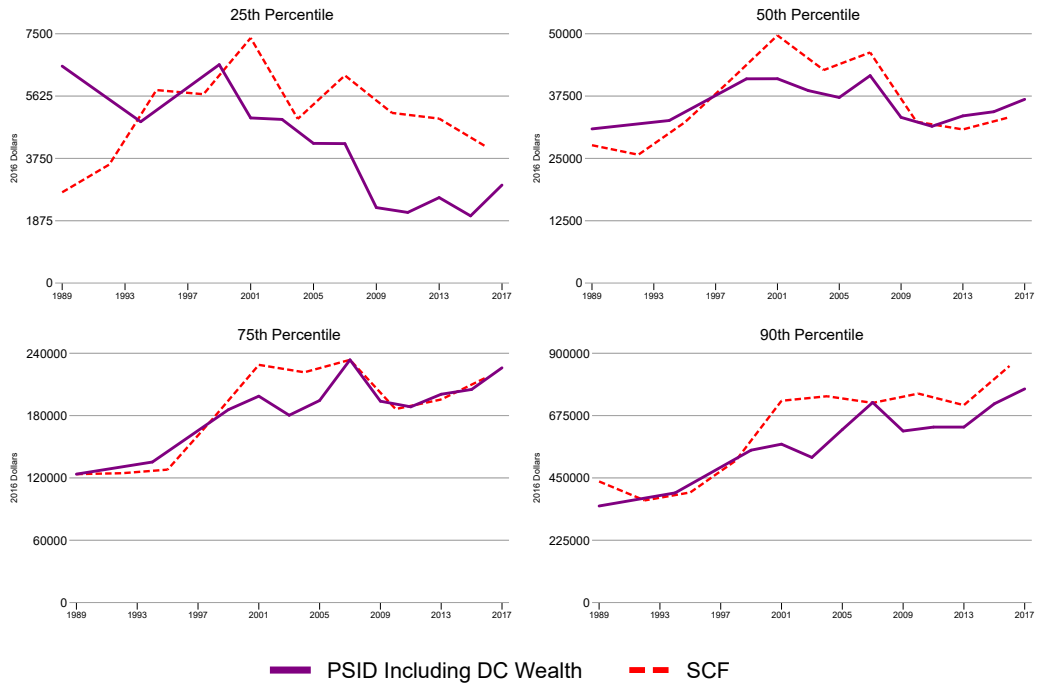 25th Percentile
7500
5625
3750
1875
0
2016 Dollars
1989 1993 1997 2001 2005 2009 2013 2017
50th Percentile
50000
37500
25000
12500
0
2016 Dollars
1989 1993 1997 2001 2005 2009 2013 2017
75th Percentile
240000
180000
120000
60000
0
2016 Dollars
1989 1993 1997 2001 2005 2009 2013 2017
90th Percentile
900000
675000
450000
225000
0
2016 Dollars
1989 1993 1997 2001 2005 2009 2013 2017
PSID Including DC Wealth SCF